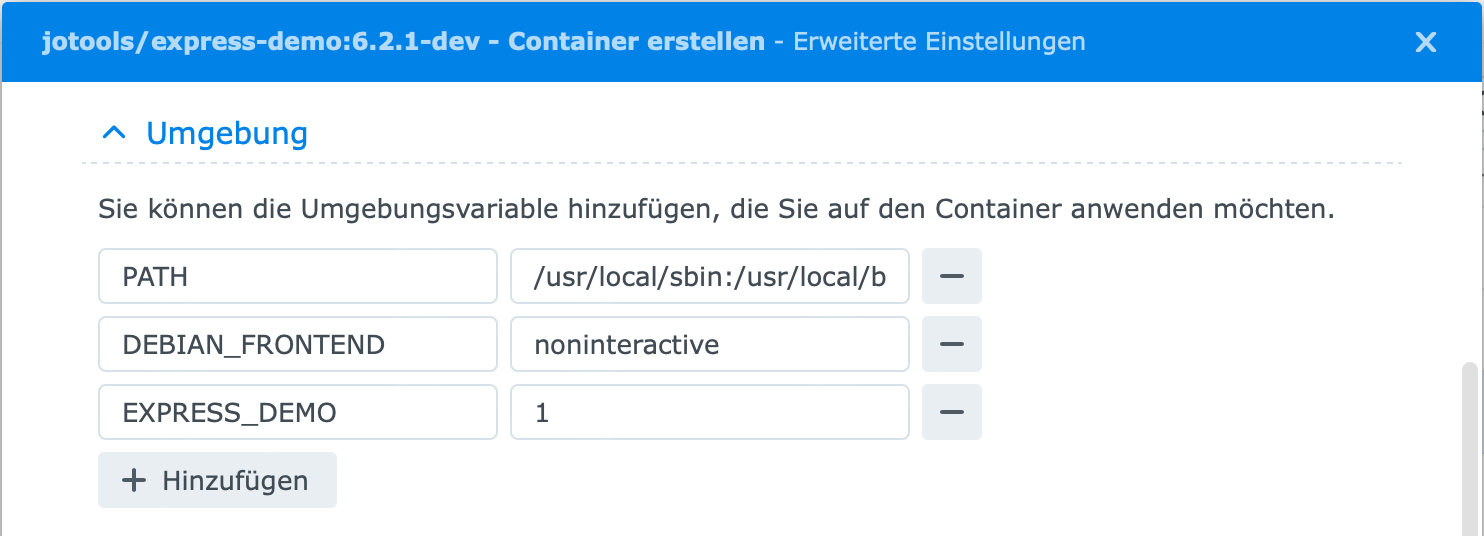 jotools/express-demo:6.2.1-dev - Container erstellen - Erweiterte Einstellungen
Umgebung
Sie können die Umgebungsvariable hinzufügen, die Sie auf den Container anwenden möchten.
PATH /usr/local/sbin:/usr/local/b
DEBIAN_FRONTEND noninteractive
EXPRESS_DEMO 1
Hinzufügen